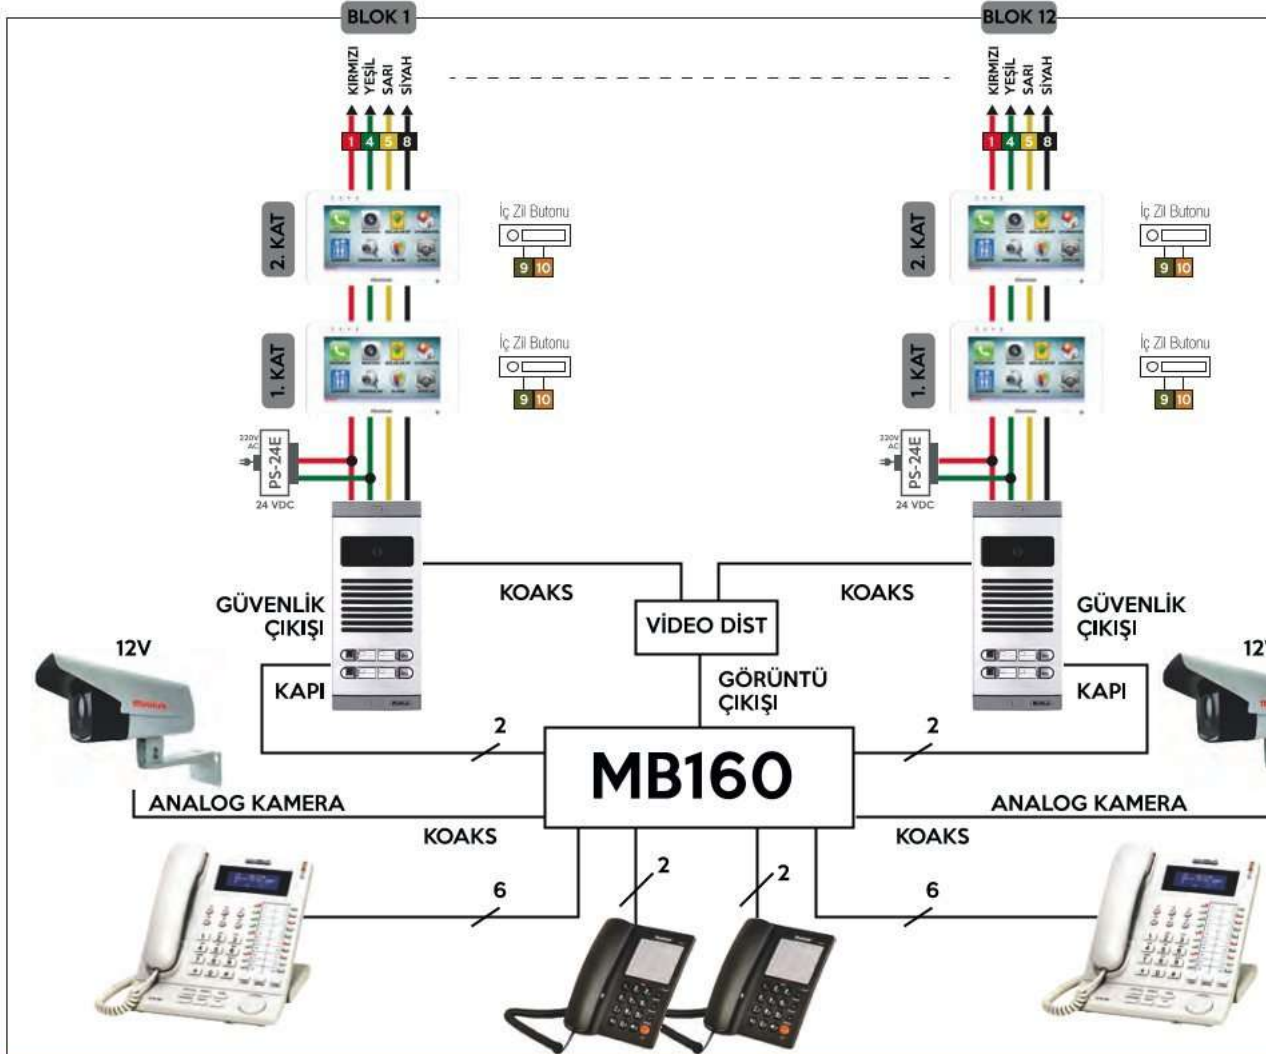 BLOK 1
BLOK 12
KIRMIZI
YEŞİL
SARI
SİYAH
KIRMIZI
YEŞİL
SARI
SİYAH
1 4 5 8
1 4 5 8
2. KAT
İç Zil Butonu
9 10
2. KAT
İç Zil Butonu
9 10
1. KAT
İç Zil Butonu
9 10
1. KAT
İç Zil Butonu
9 10
220V
AC
PS-24E
24 VDC
220V
AC
PS-24E
24 VDC
KOAKS
KOAKS
GÜVENLİK
ÇIKIŞI
VİDEO DİST
GÜVENLİK
ÇIKIŞI
12V
12V
KAPI
GÖRÜNTÜ
ÇIKIŞI
KAPI
2
2
MB160
ANALOG KAMERA
ANALOG KAMERA
KOAKS
KOAKS
6
2
2
6